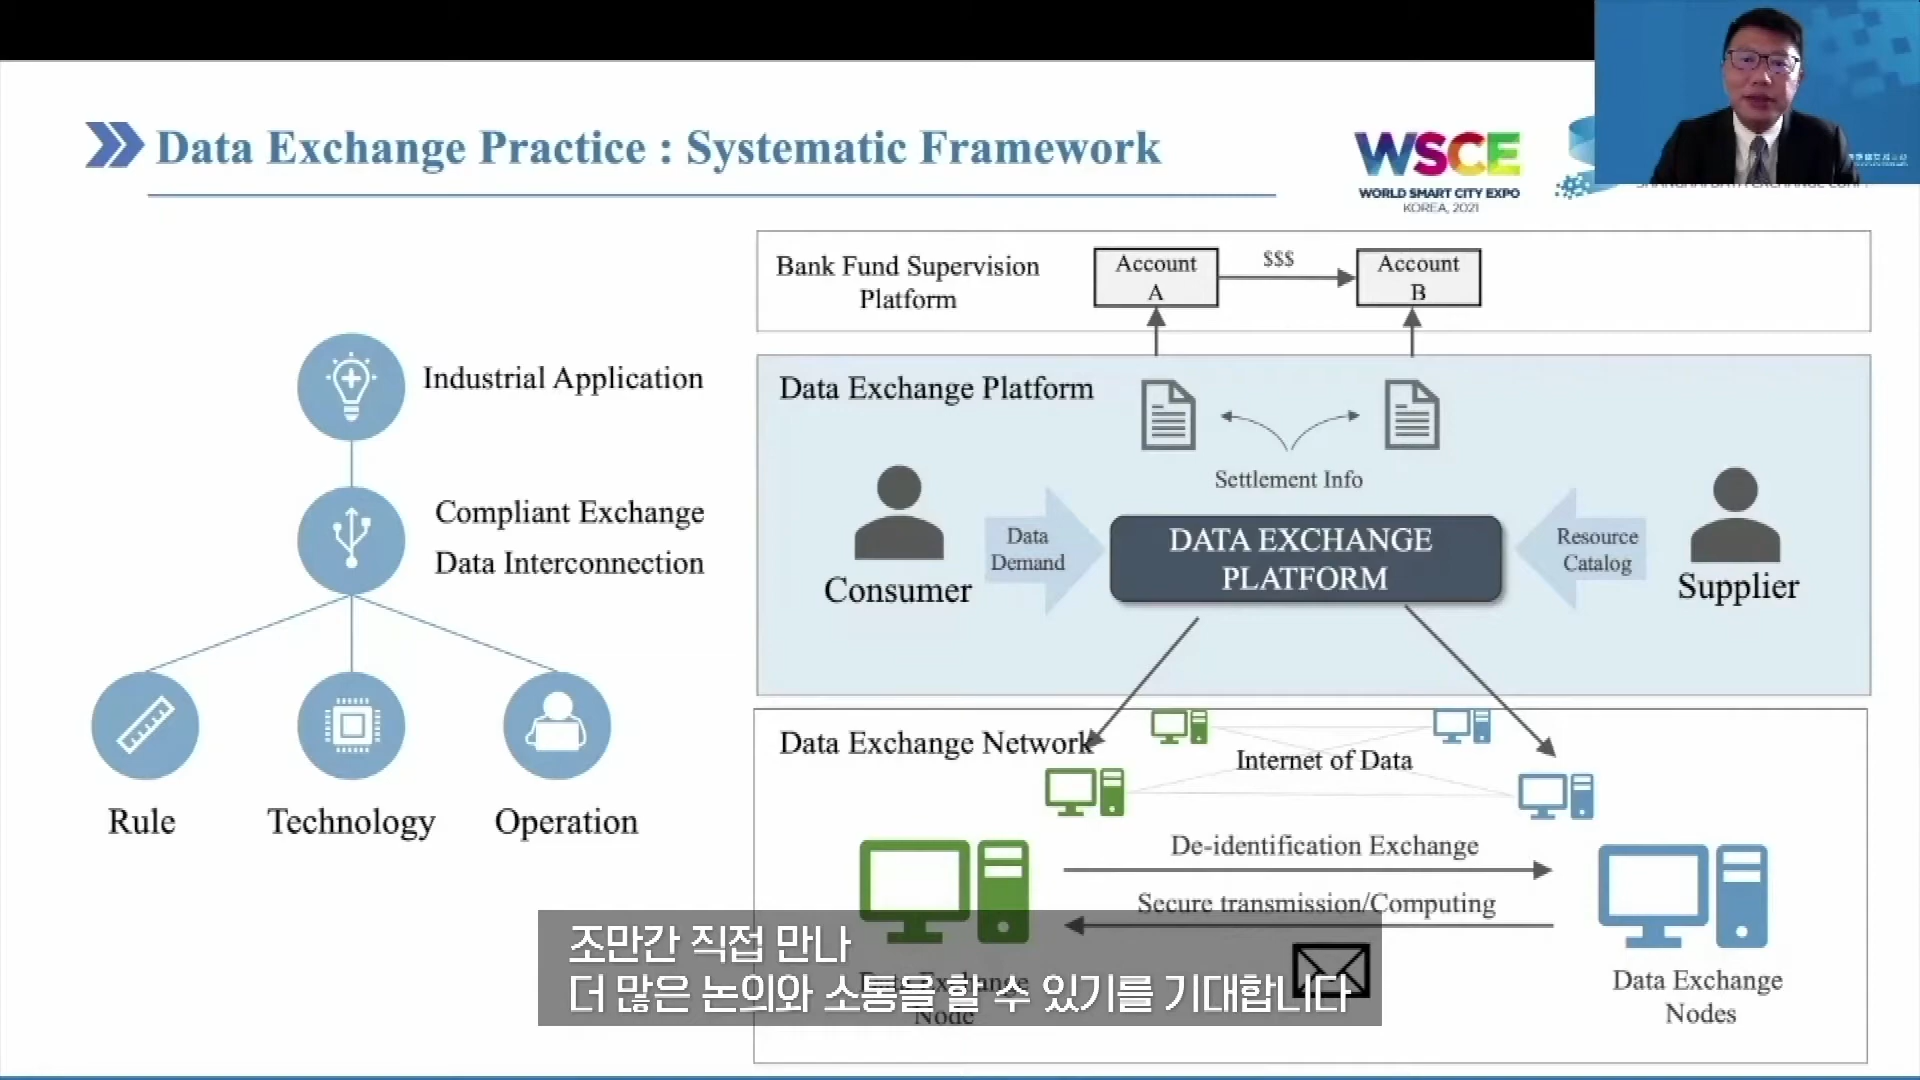 Data Exchange Practice : Systematic Framework
WSCE
WORLD SMART CITY EXPO
KOREA, 2021
Bank Fund Supervision
Platform
Account
A
$$$
Account
B
Industrial Application
Compliant Exchange
Data Interconnection
Rule
Technology
Operation
Data Exchange Platform
Settlement Info
Consumer
Data
Demand
DATA EXCHANGE
PLATFORM
Resource
Catalog
Supplier
Data Exchange Network
Internet of Data
De-identification Exchange
Secure transmission/Computing
Data Exchange
Node
Data Exchange
Nodes
조만간 직접 만나
더 많은 논의와 소통을 할 수 있기를 기대합니다